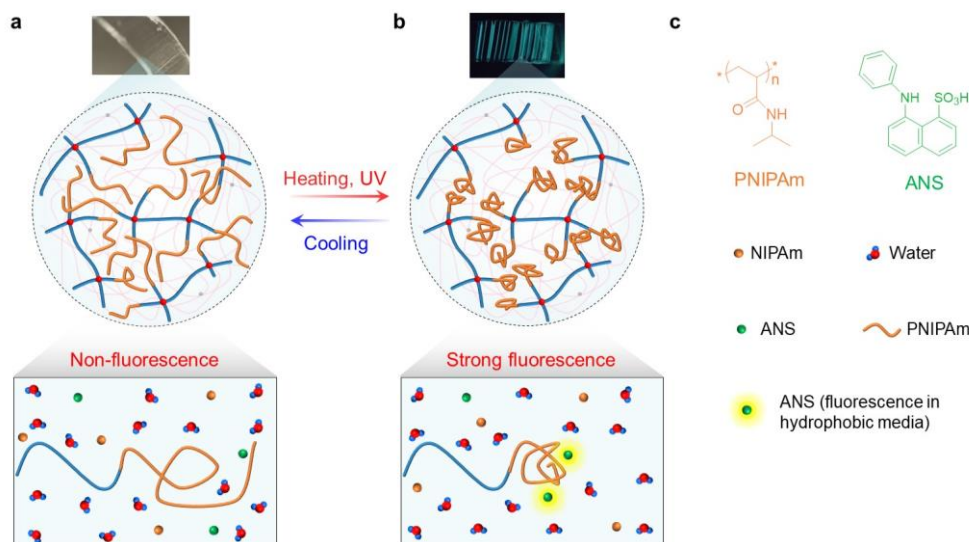 a
b
c
Heating, UV
Cooling
Non-fluorescence
Strong fluorescence
* ( ) n *
O
NH
NH
SO₃H
PNIPAm
ANS
NIPAm
Water
ANS
PNIPAm
ANS (fluorescence in
hydrophobic media)